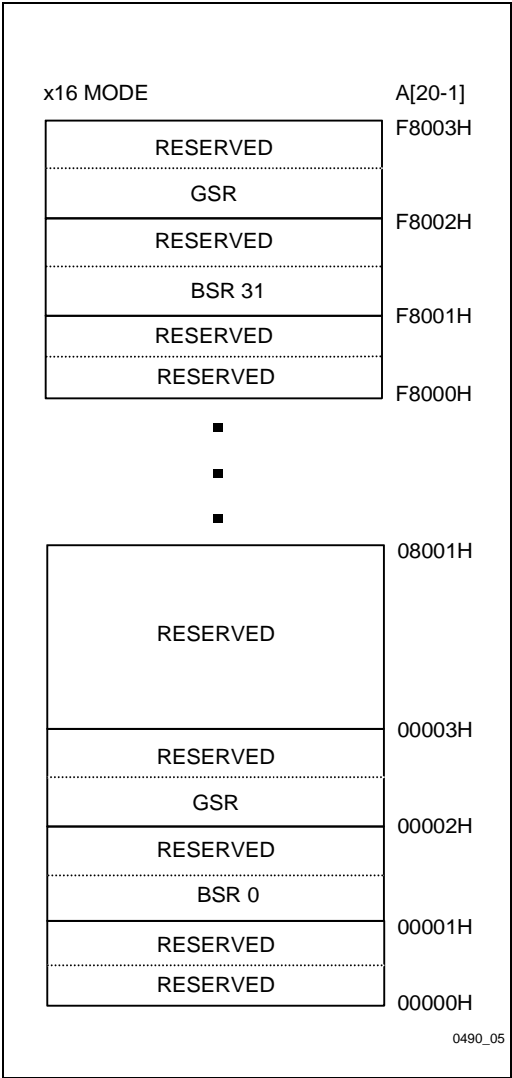 x16 MODE A[20-1]
F8003H
RESERVED
GSR
F8002H
RESERVED
BSR 31
F8001H
RESERVED
RESERVED
F8000H
08001H
RESERVED
00003H
RESERVED
GSR
00002H
RESERVED
BSR 0
00001H
RESERVED
RESERVED
00000H
0490_05